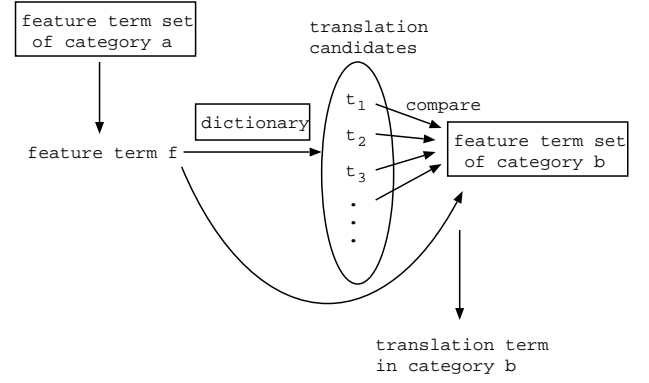 feature term set
of category a
translation
candidates
dictionary
feature term f
t1
t2
t3
compare
feature term set
of category b
translation term
in category b